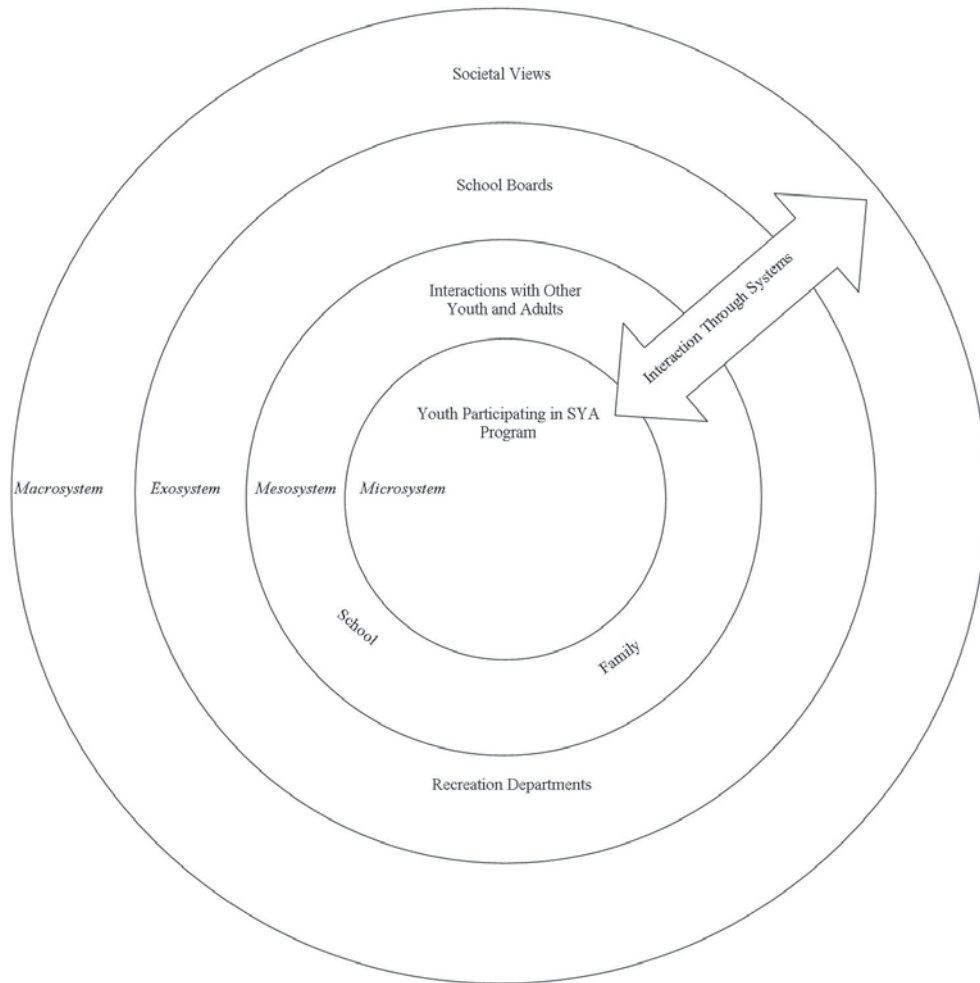 Societal Views
School Boards
Interactions with Other
Youth and Adults
Interaction Through Systems
Youth Participating in SYA
Program
Macrosystem
Exosystem
Mesosystem
Microsystem
School
Family
Recreation Departments